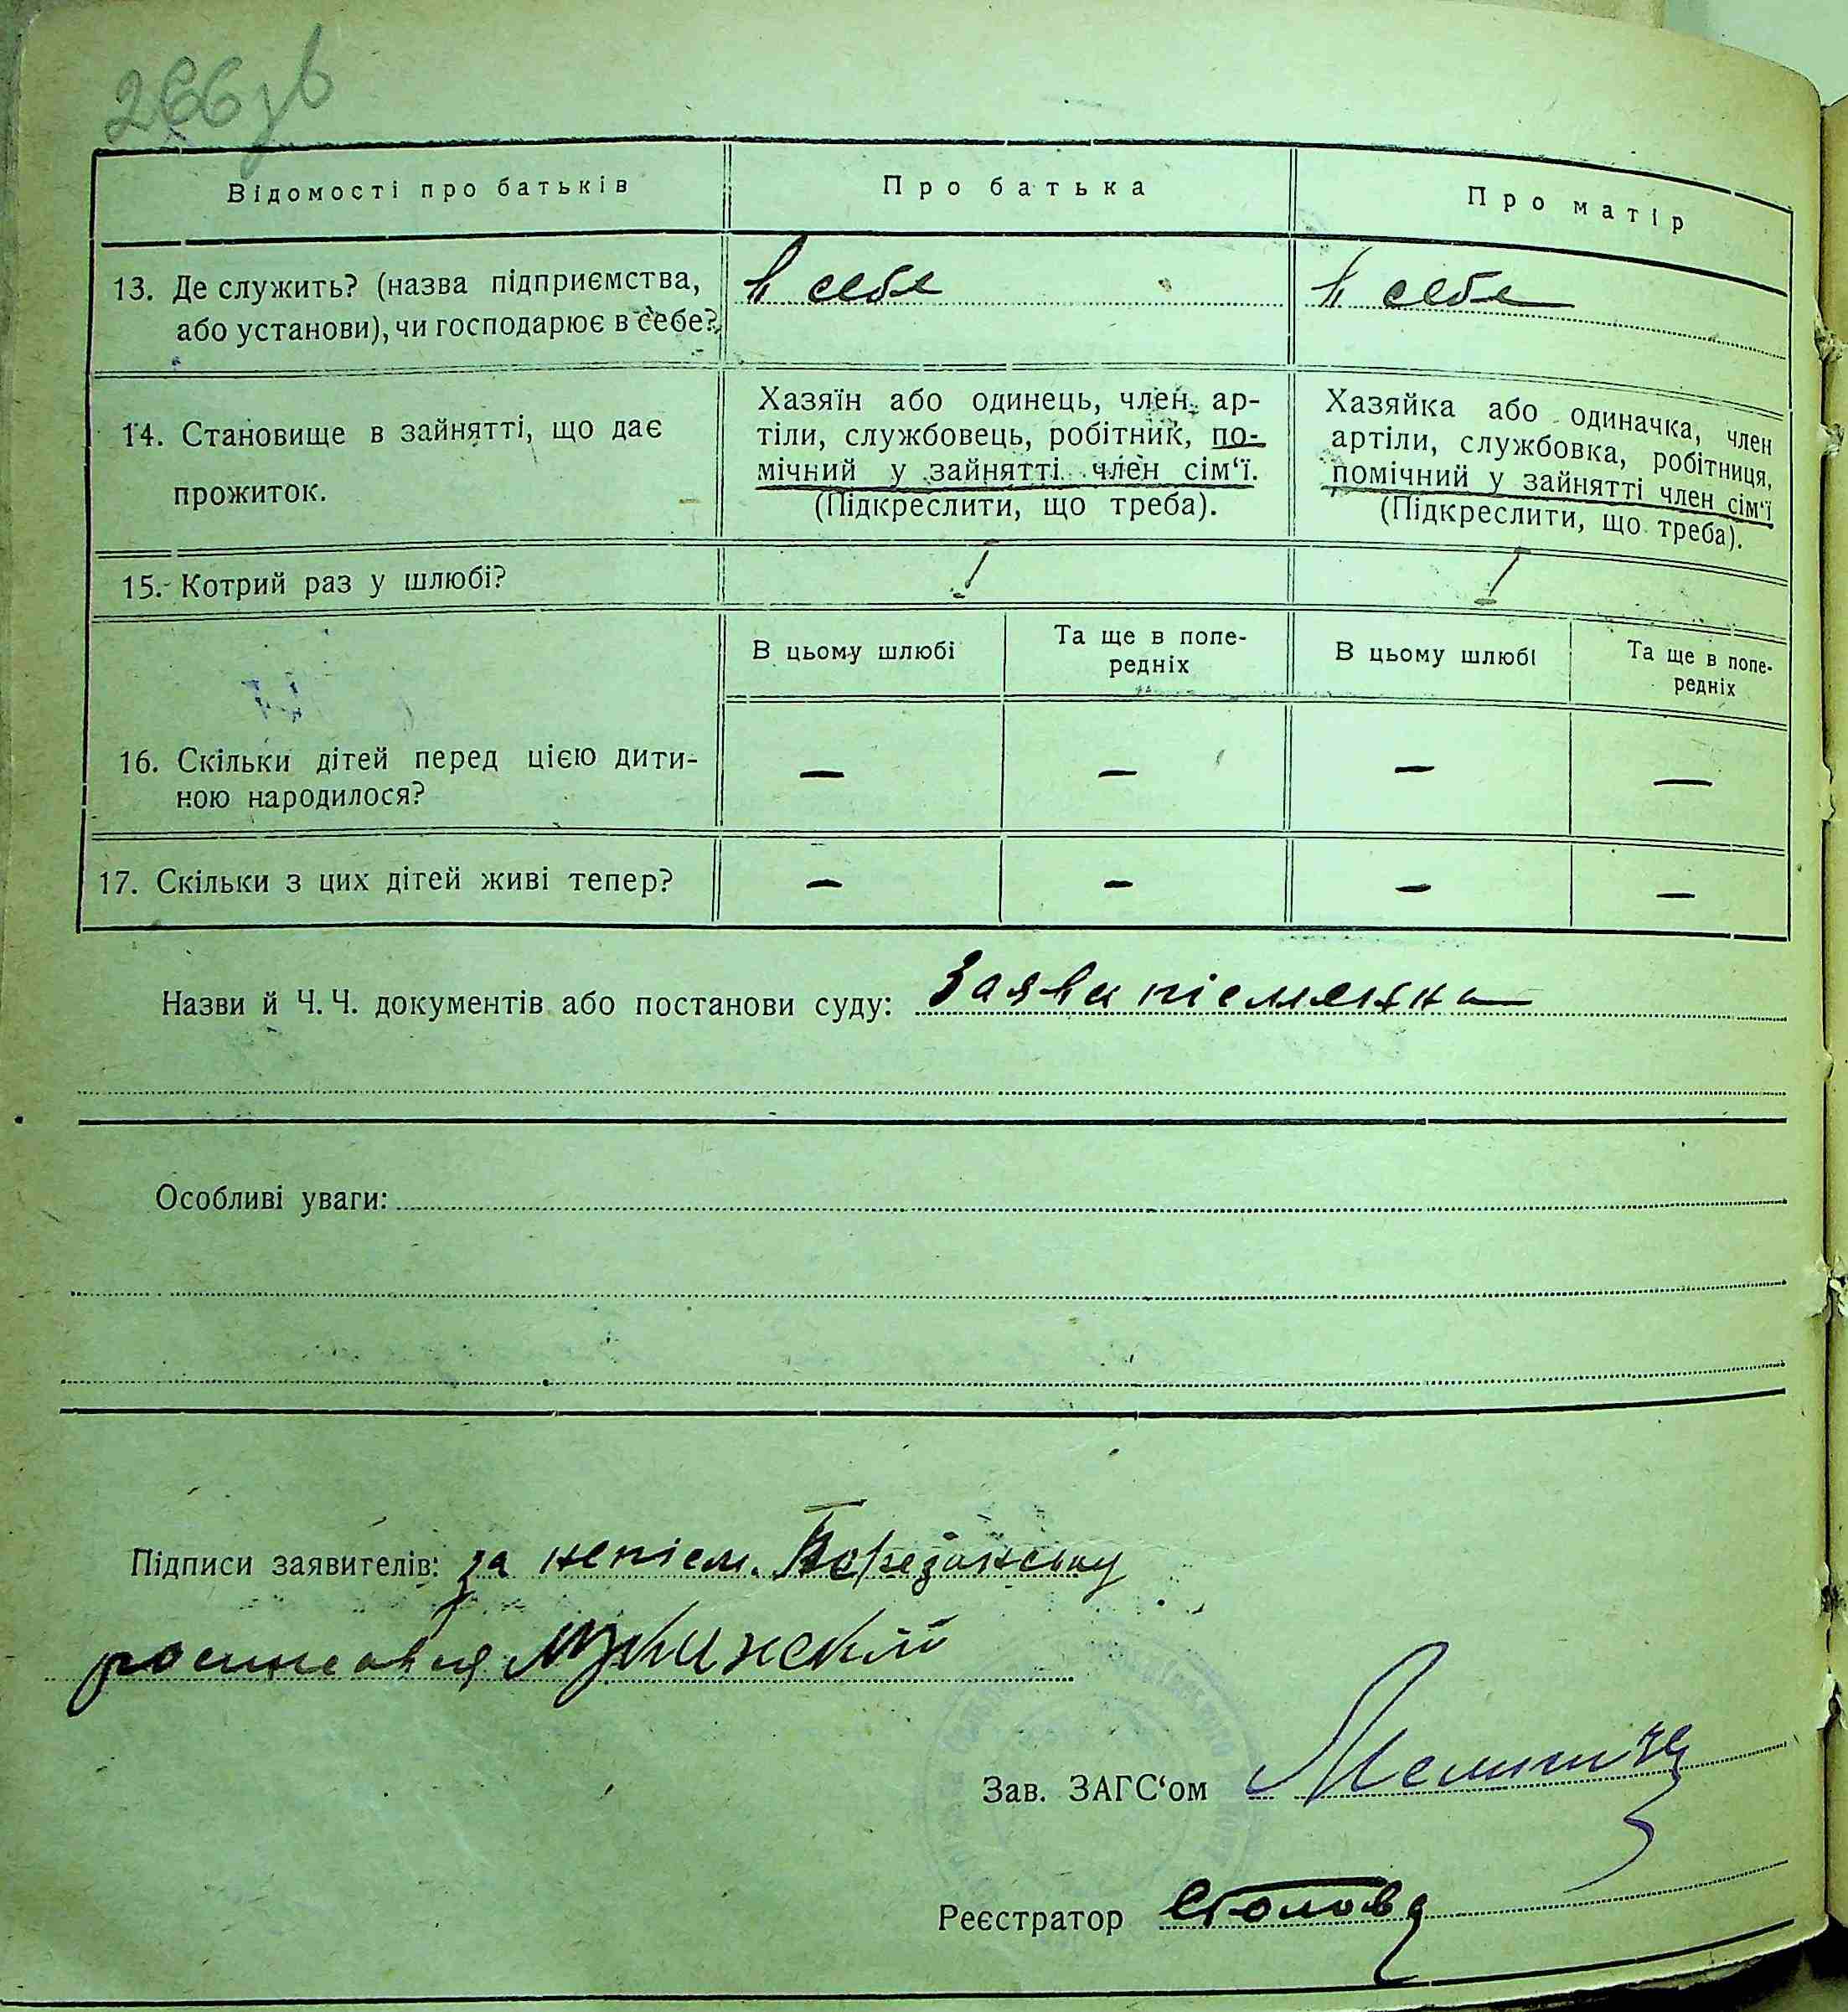 266зв
Відомості про батьків
Про батька
Про матір
13. Де служить? (назва підприємства,
або установи), чи господарює в себе?
в себе
в себе
14. Становище в зайнятті, що дає
прожиток.
Хазяїн або одинець, член ар-
тіли, службовець, робітник, по-
мічний у зайнятті член сім‘ї.
(Підкреслити, що треба).
Хазяйка або одиначка, член
артіли, службовка, робітниця,
помічний у зайнятті член сім‘ї
(Підкреслити, що треба).
15. Котрий раз у шлюбі?
1
1
В цьому шлюбі
Та ще в попе-
редніх
В цьому шлюбі
Та ще в попе-
редніх
16. Скільки дітей перед цією дити-
ною народилося?
— — — —
17. Скільки з цих дітей живі тепер?
— — — —
Назви й Ч. Ч. документів або постанови суду: Заява
Особливі уваги:
Підписи заявителів: за непісм.
Зав. ЗАГС‘ом
Реєстратор